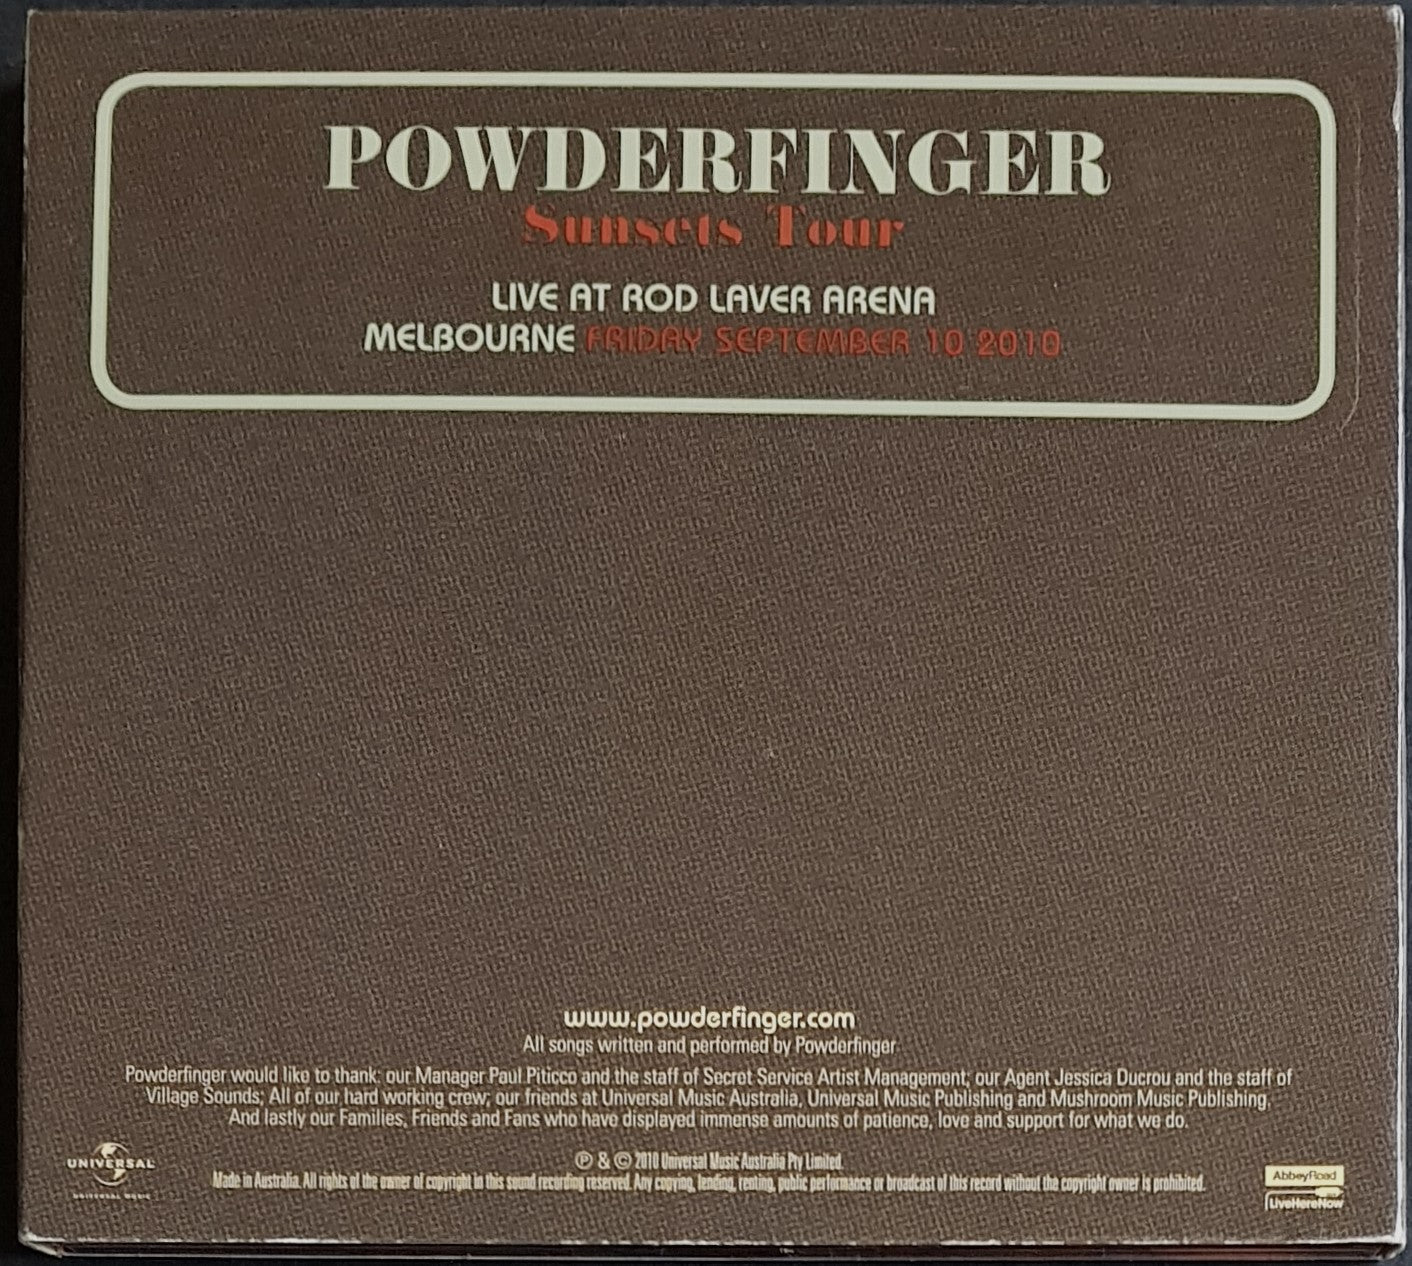 POWDERFINGER
Sunsets Tour
LIVE AT ROD LAVER ARENA
MELBOURNE FRIDAY SEPTEMBER 10 2010
www.powderfinger.com
All songs written and performed by Powderfinger
Powderfinger would like to thank: our Manager Paul Piticco and the staff of Secret Service Artist Management; our Agent Jessica Ducrou and the staff of
Village Sounds; All of our hard working crew; our friends at Universal Music Australia, Universal Music Publishing and Mushroom Music Publishing.
And lastly our Families, Friends and Fans who have displayed immense amounts of patience, love and support for what we do.
℗ & © 2010 Universal Music Australia Pty Limited.
Made in Australia. All rights of the owner of copyright in this sound recording reserved. Any copying, lending, renting, public performance or broadcast of this record without the copyright owner is prohibited.
UNIVERSAL
UNIVERSAL MUSIC
AbbeyRoad
LiveHereNow